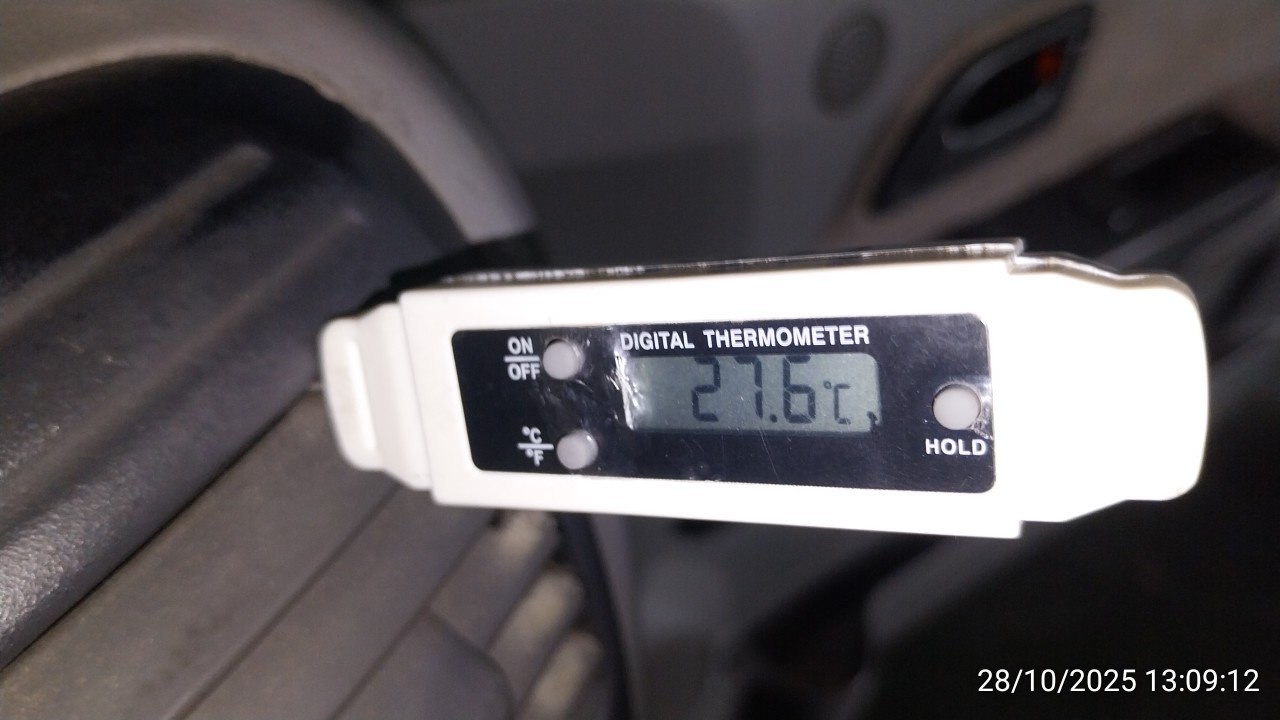 DIGITAL THERMOMETER
ON
OFF
27.6°C
°C
°F
HOLD
28/10/2025 13:09:12